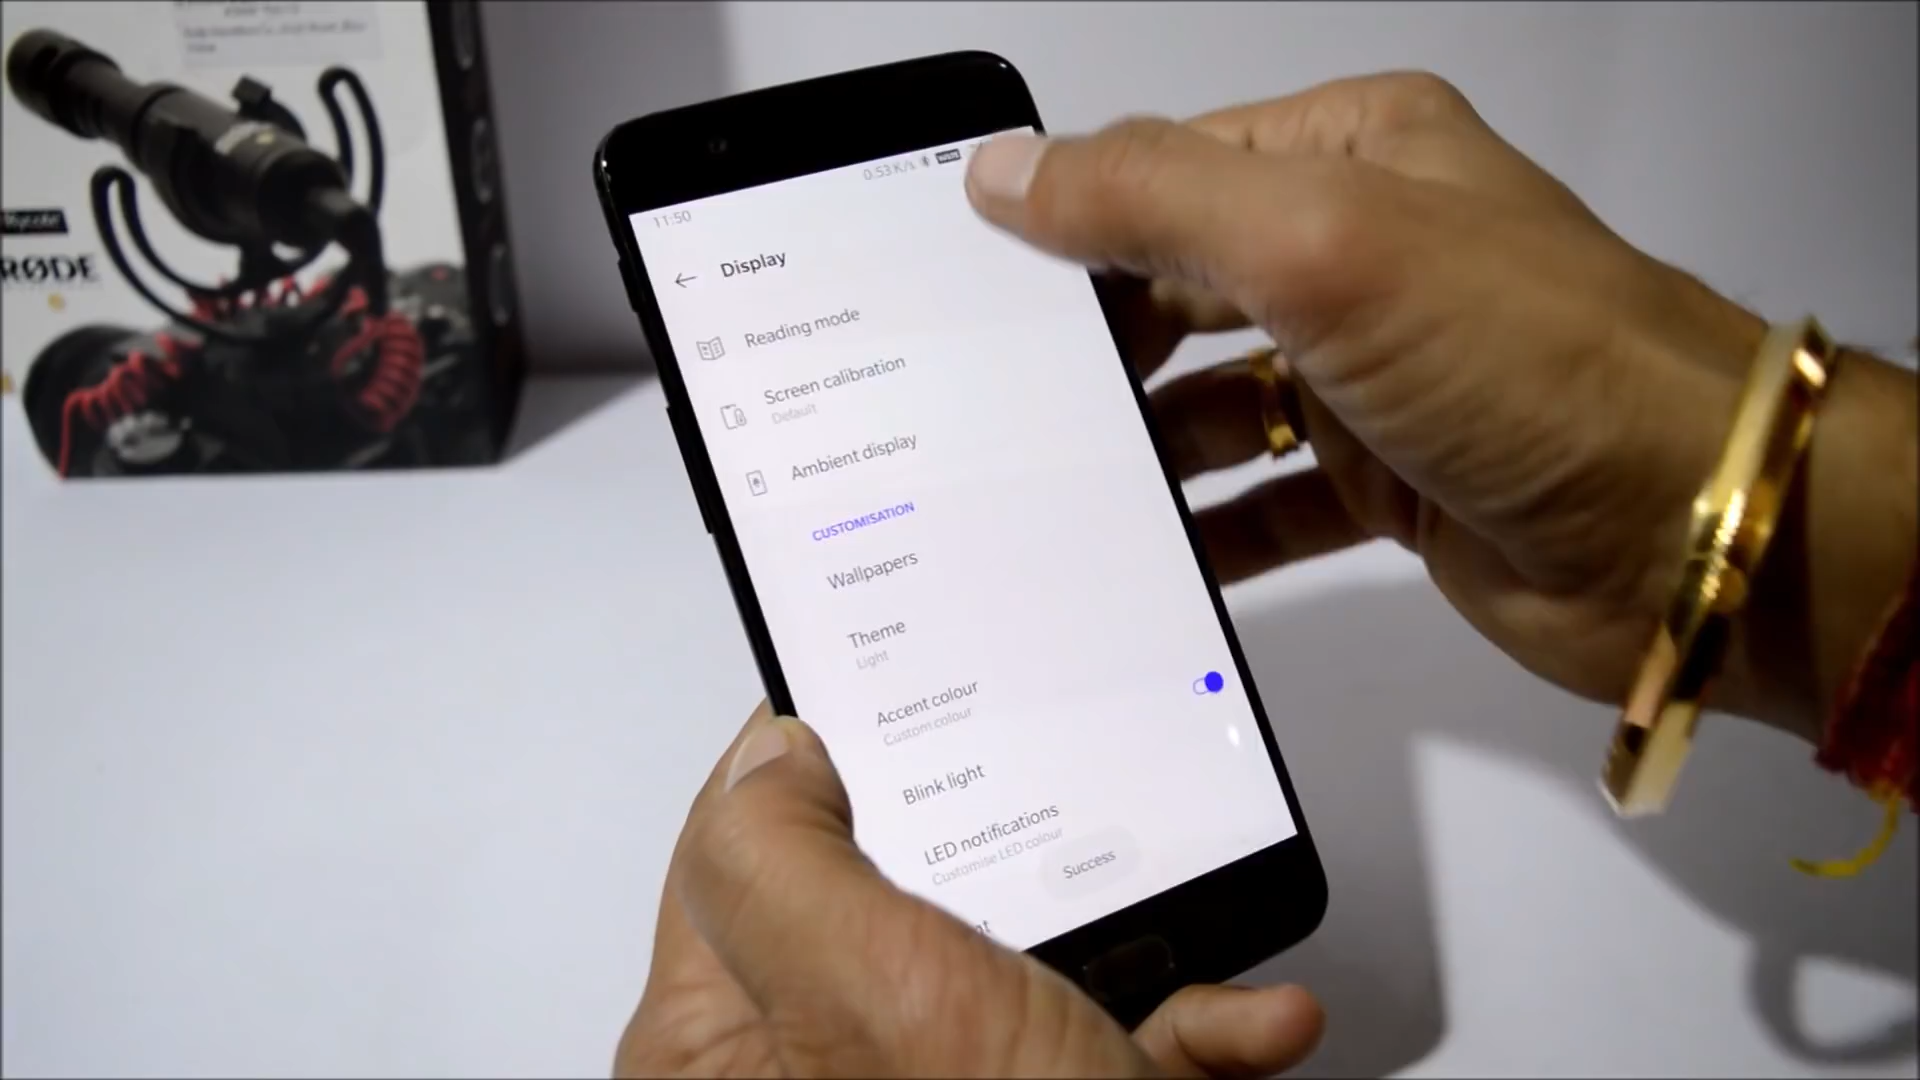 RØDE
0.53 K/s
11:50
Display
Reading mode
Screen calibration
Default
Ambient display
CUSTOMISATION
Wallpapers
Theme
Light
Accent colour
Custom colour
Blink light
LED notifications
Customise LED colour
Success